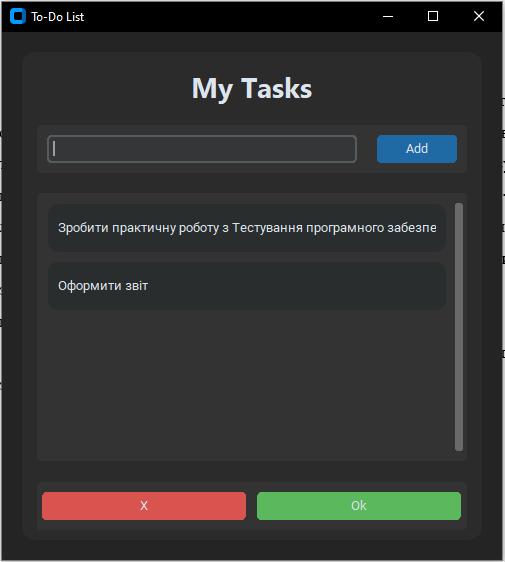 To-Do List
My Tasks
Add
Зробити практичну роботу з Тестування програмного забезпе
Оформити звіт
X
Ok